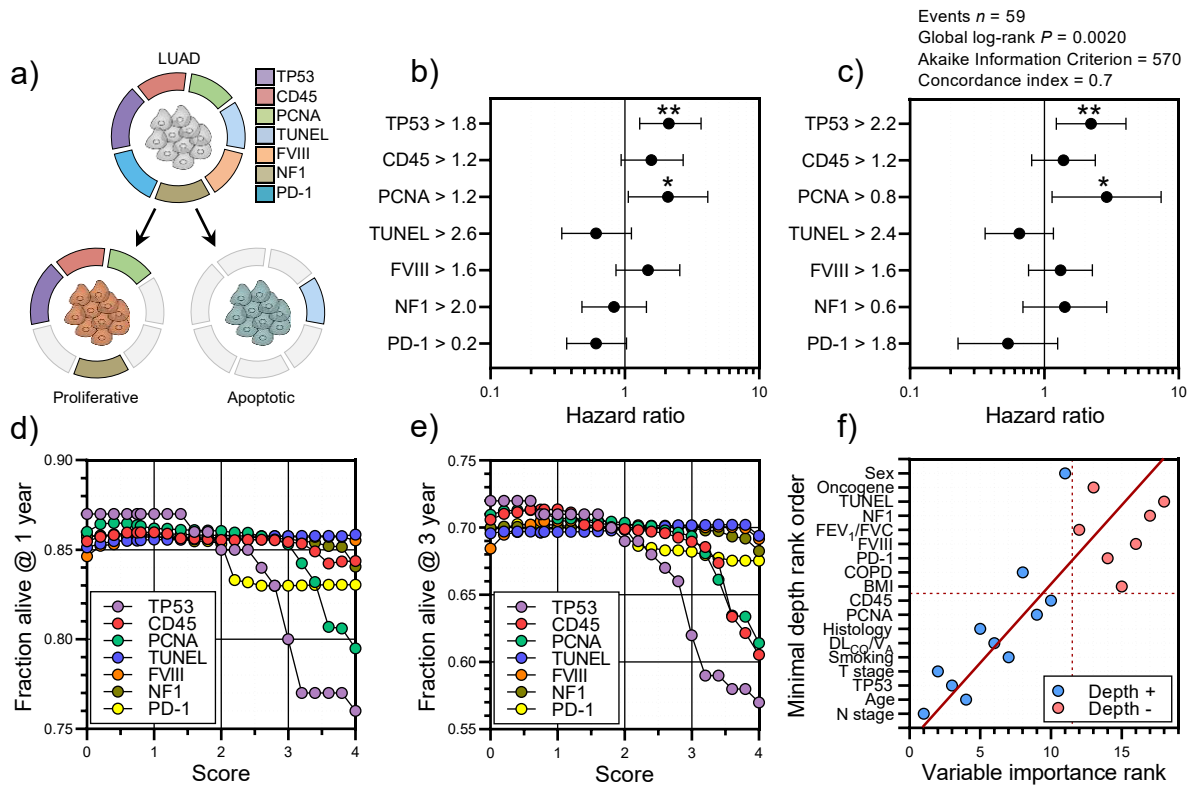 a)
LUAD
TP53
CD45
PCNA
TUNEL
FVIII
NF1
PD-1
Proliferative
Apoptotic
b)
TP53 > 1.8
CD45 > 1.2
PCNA > 1.2
TUNEL > 2.6
FVIII > 1.6
NF1 > 2.0
PD-1 > 0.2
**
*
0.1
1
10
Hazard ratio
Events n = 59
Global log-rank P = 0.0020
Akaike Information Criterion = 570
Concordance index = 0.7
c)
TP53 > 2.2
CD45 > 1.2
PCNA > 0.8
TUNEL > 2.4
FVIII > 1.6
NF1 > 0.6
PD-1 > 1.8
**
*
0.1
1
10
Hazard ratio
d)
Fraction alive @ 1 year
0.90
0.85
0.80
0.75
TP53
CD45
PCNA
TUNEL
FVIII
NF1
PD-1
0 1 2 3 4
Score
e)
Fraction alive @ 3 year
0.75
0.70
0.65
0.60
0.55
TP53
CD45
PCNA
TUNEL
FVIII
NF1
PD-1
0 1 2 3 4
Score
f)
Minimal depth rank order
Sex
Oncogene
TUNEL
NF1
FEV1/FVC
FVIII
PD-1
COPD
BMI
CD45
PCNA
Histology
DLCO/VA
Smoking
T stage
TP53
Age
N stage
Depth +
Depth -
0 5 10 15
Variable importance rank